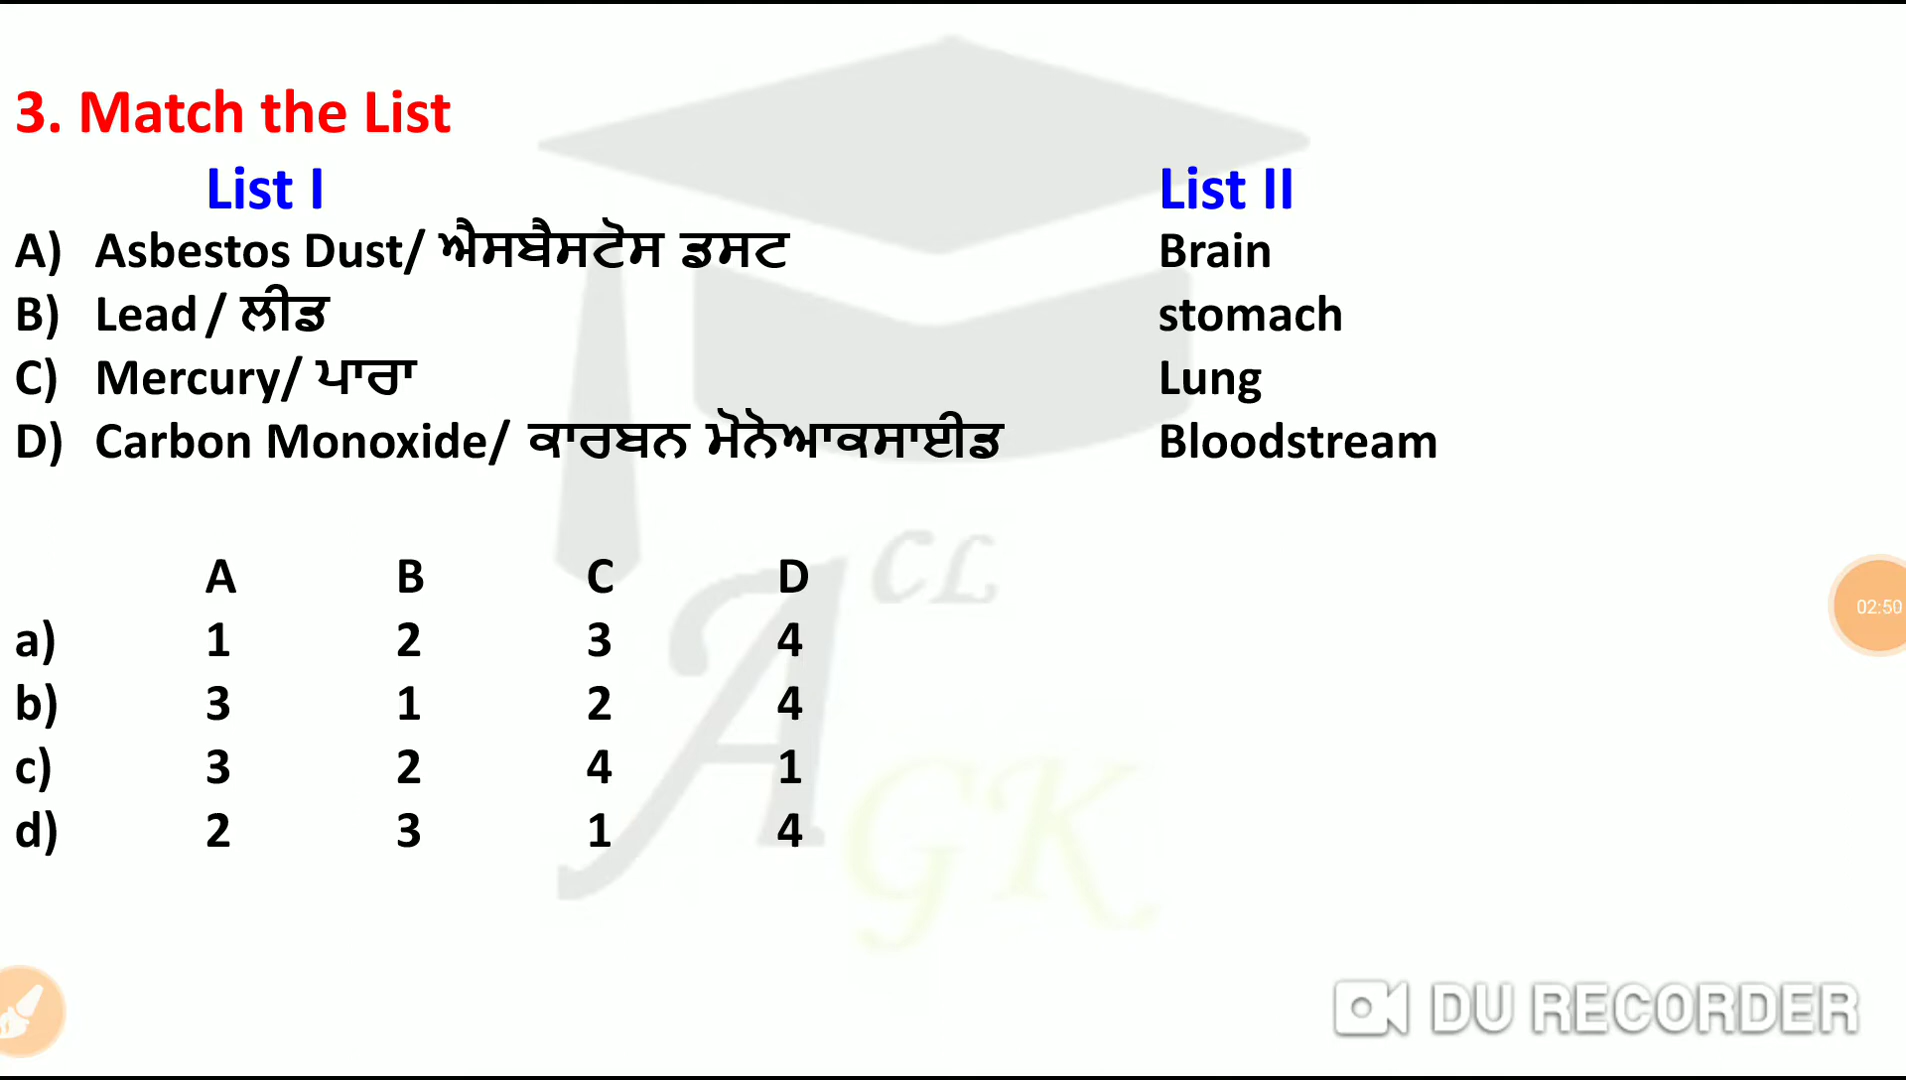 3. Match the List
List I List II
A) Asbestos Dust/ ਐਸਬੈਸਟੋਸ ਡਸਟ Brain
B) Lead / ਲੀਡ stomach
C) Mercury/ ਪਾਰਾ Lung
D) Carbon Monoxide/ ਕਾਰਬਨ ਮੋਨੋਆਕਸਾਈਡ Bloodstream
A B C D
a) 1 2 3 4
b) 3 1 2 4
c) 3 2 4 1
d) 2 3 1 4
A CL
GK
02:50
DU RECORDER